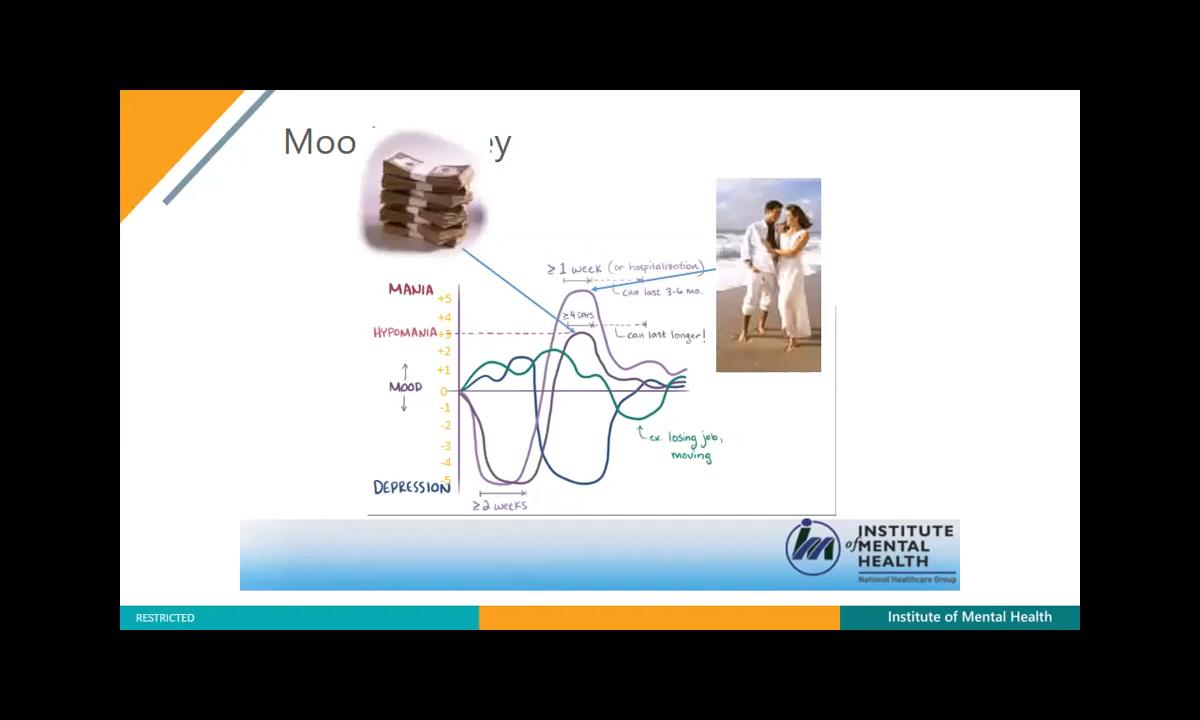 Moo ey
≥ 1 week (or hospitalization)
can last 3-6 mo.
MANIA
+5
+4
≥4 DAYS
HYPOMANIA
+3
can last longer!
+2
+1
MOOD
0
-1
-2
ex. losing job,
moving
-3
-4
DEPRESSION
-5
≥2 weeks
INSTITUTE
of MENTAL
HEALTH
National Healthcare Group
RESTRICTED
Institute of Mental Health